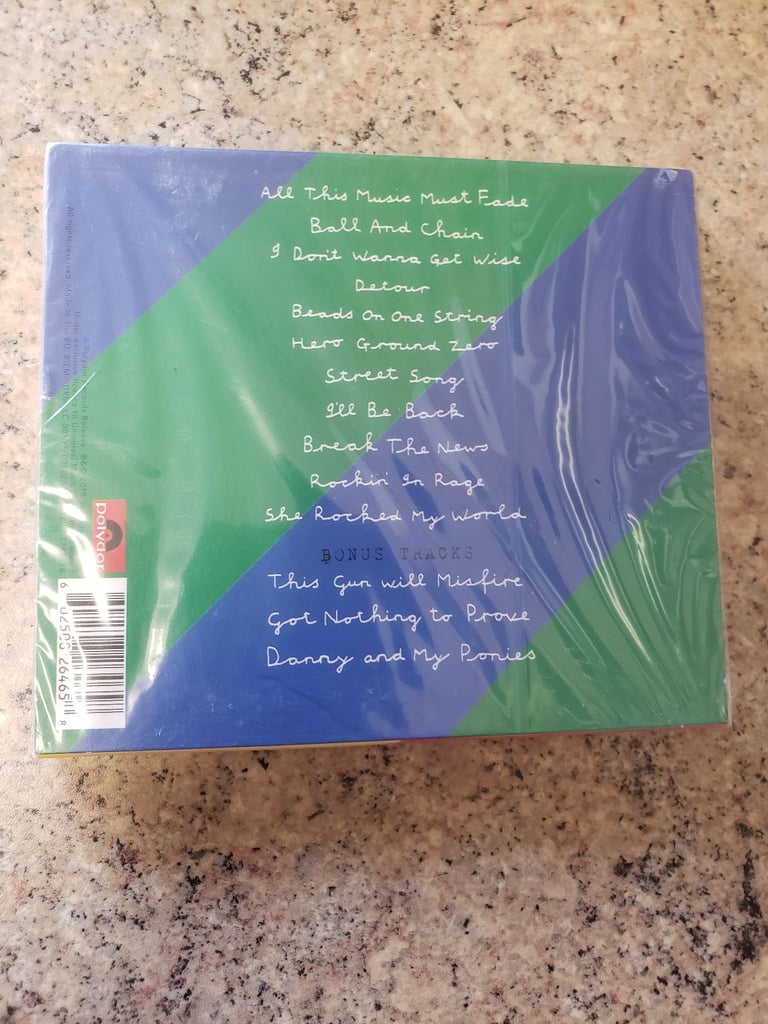 All This Music Must Fade
Ball And Chain
I Don't Wanna Get Wise
Detour
Beads On One String
Hero Ground Zero
Street Song
I'll Be Back
Break The News
Rockin' In Rage
She Rocked My World
BONUS TRACKS
This Gun will Misfire
Got Nothing to Prove
Danny and My Ponies
polydor